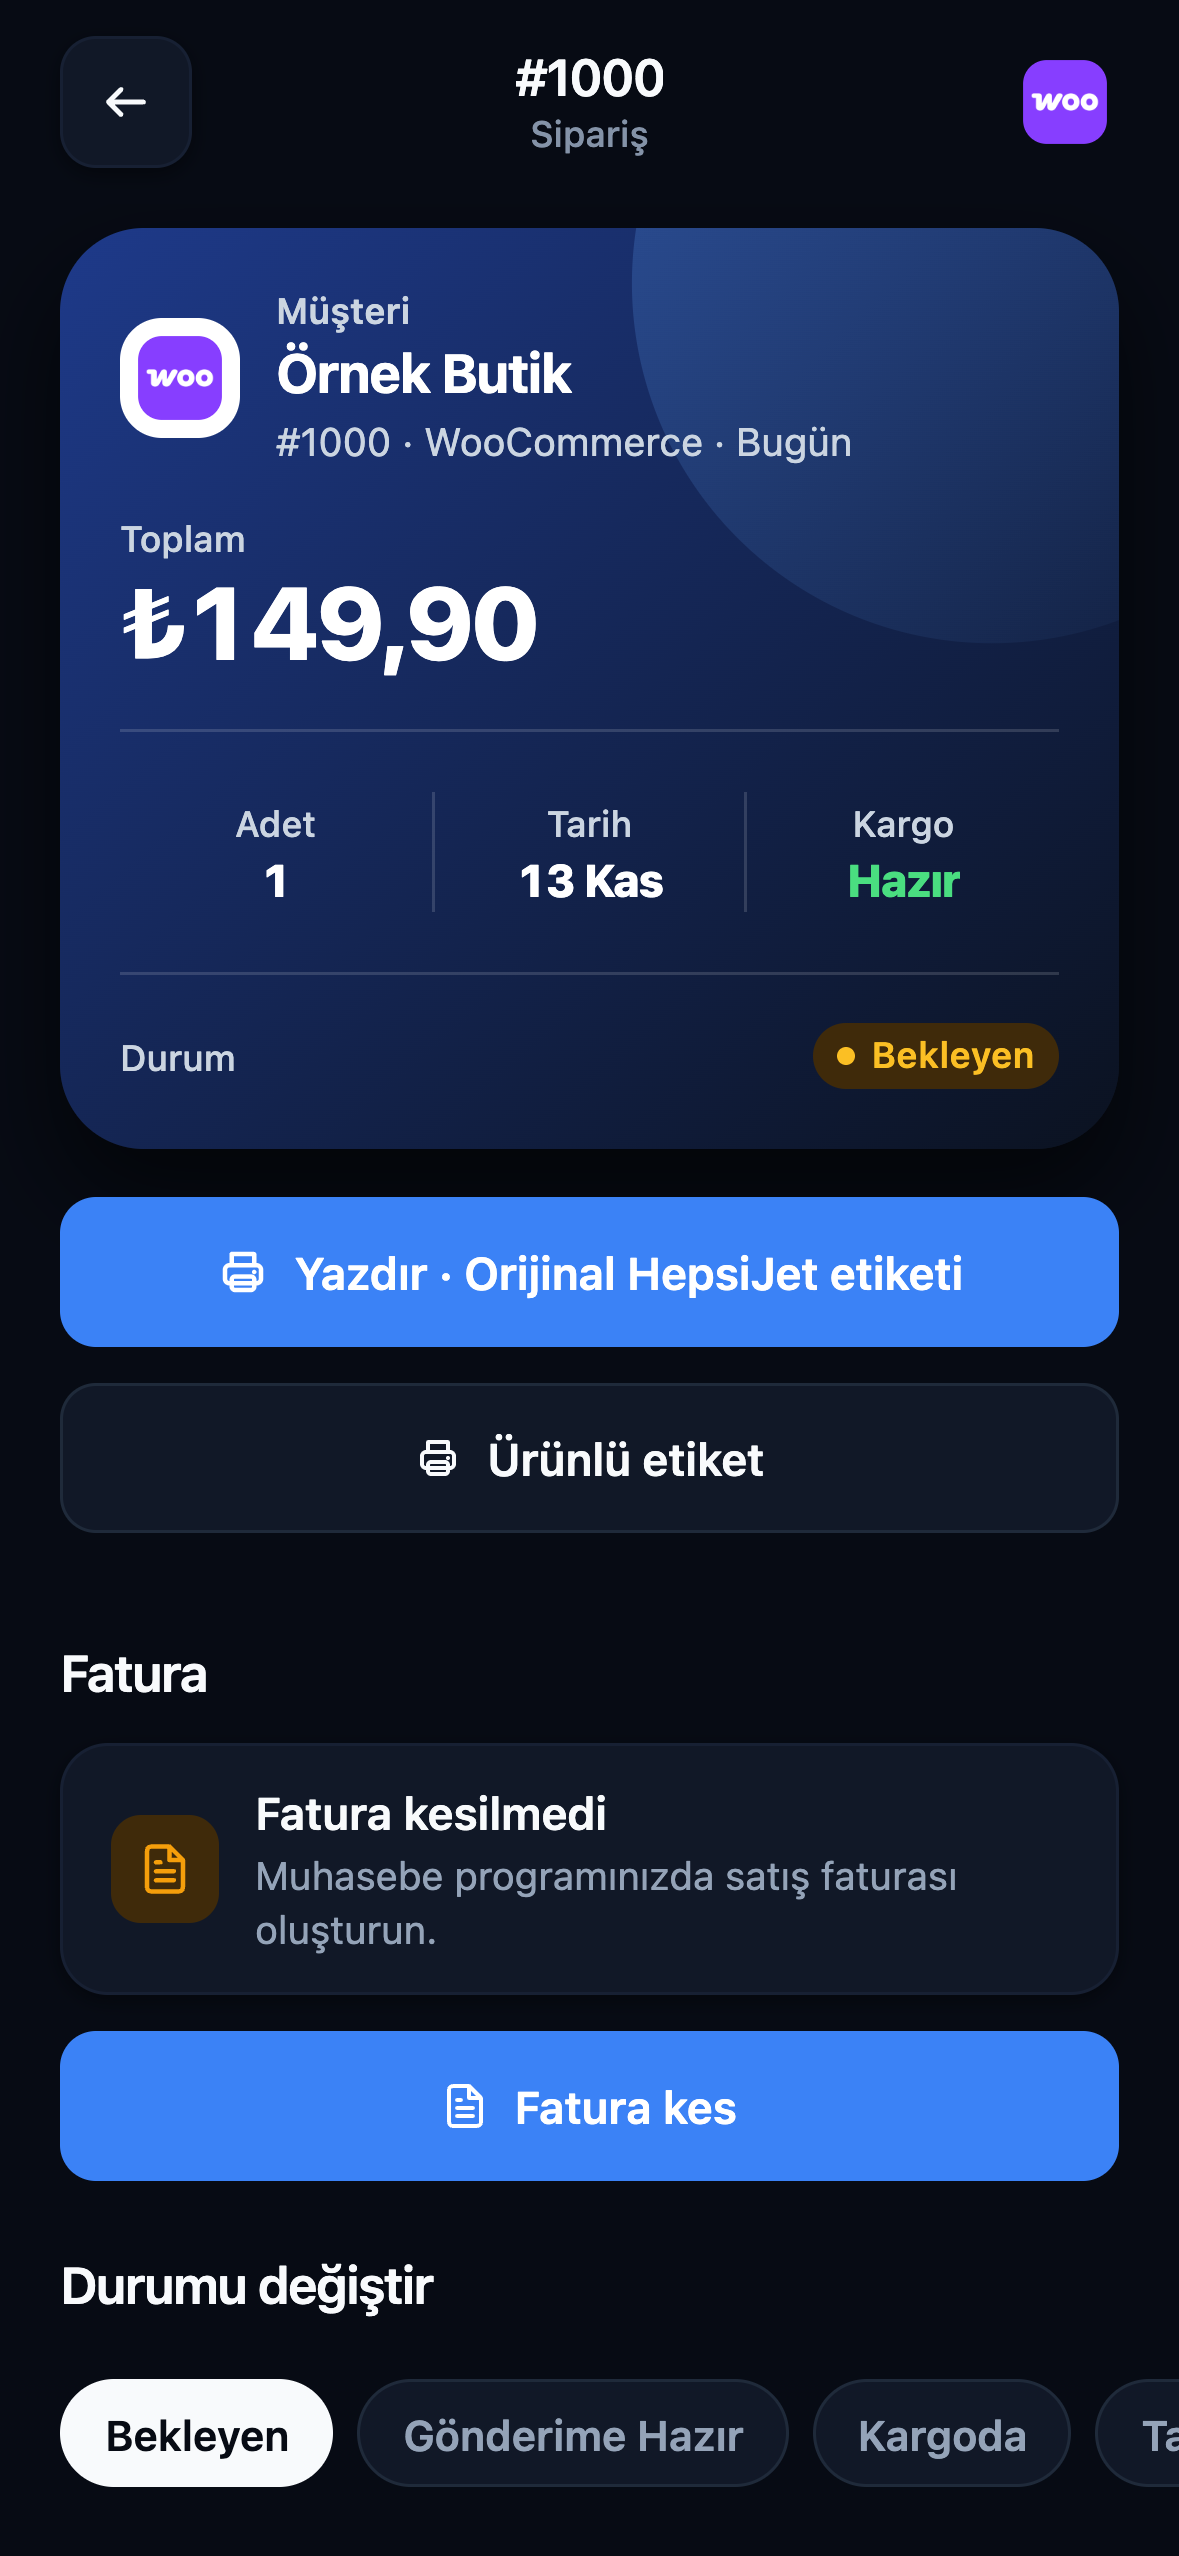 #1000
Sipariş
woo
woo
Müşteri
Örnek Butik
#1000 · WooCommerce · Bugün
Toplam
₺149,90
Adet
1
Tarih
13 Kas
Kargo
Hazır
Durum
Bekleyen
Yazdır · Orijinal HepsiJet etiketi
Ürünlü etiket
Fatura
Fatura kesilmedi
Muhasebe programınızda satış faturası
oluşturun.
Fatura kes
Durumu değiştir
Bekleyen
Gönderime Hazır
Kargoda